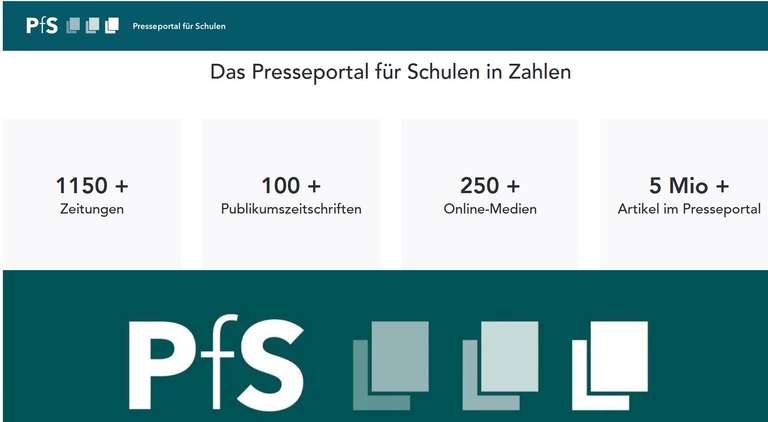 PfS Presseportal für Schulen
Das Presseportal für Schulen in Zahlen
1150 +
Zeitungen
100 +
Publikumszeitschriften
250 +
Online-Medien
5 Mio +
Artikel im Presseportal
PfS